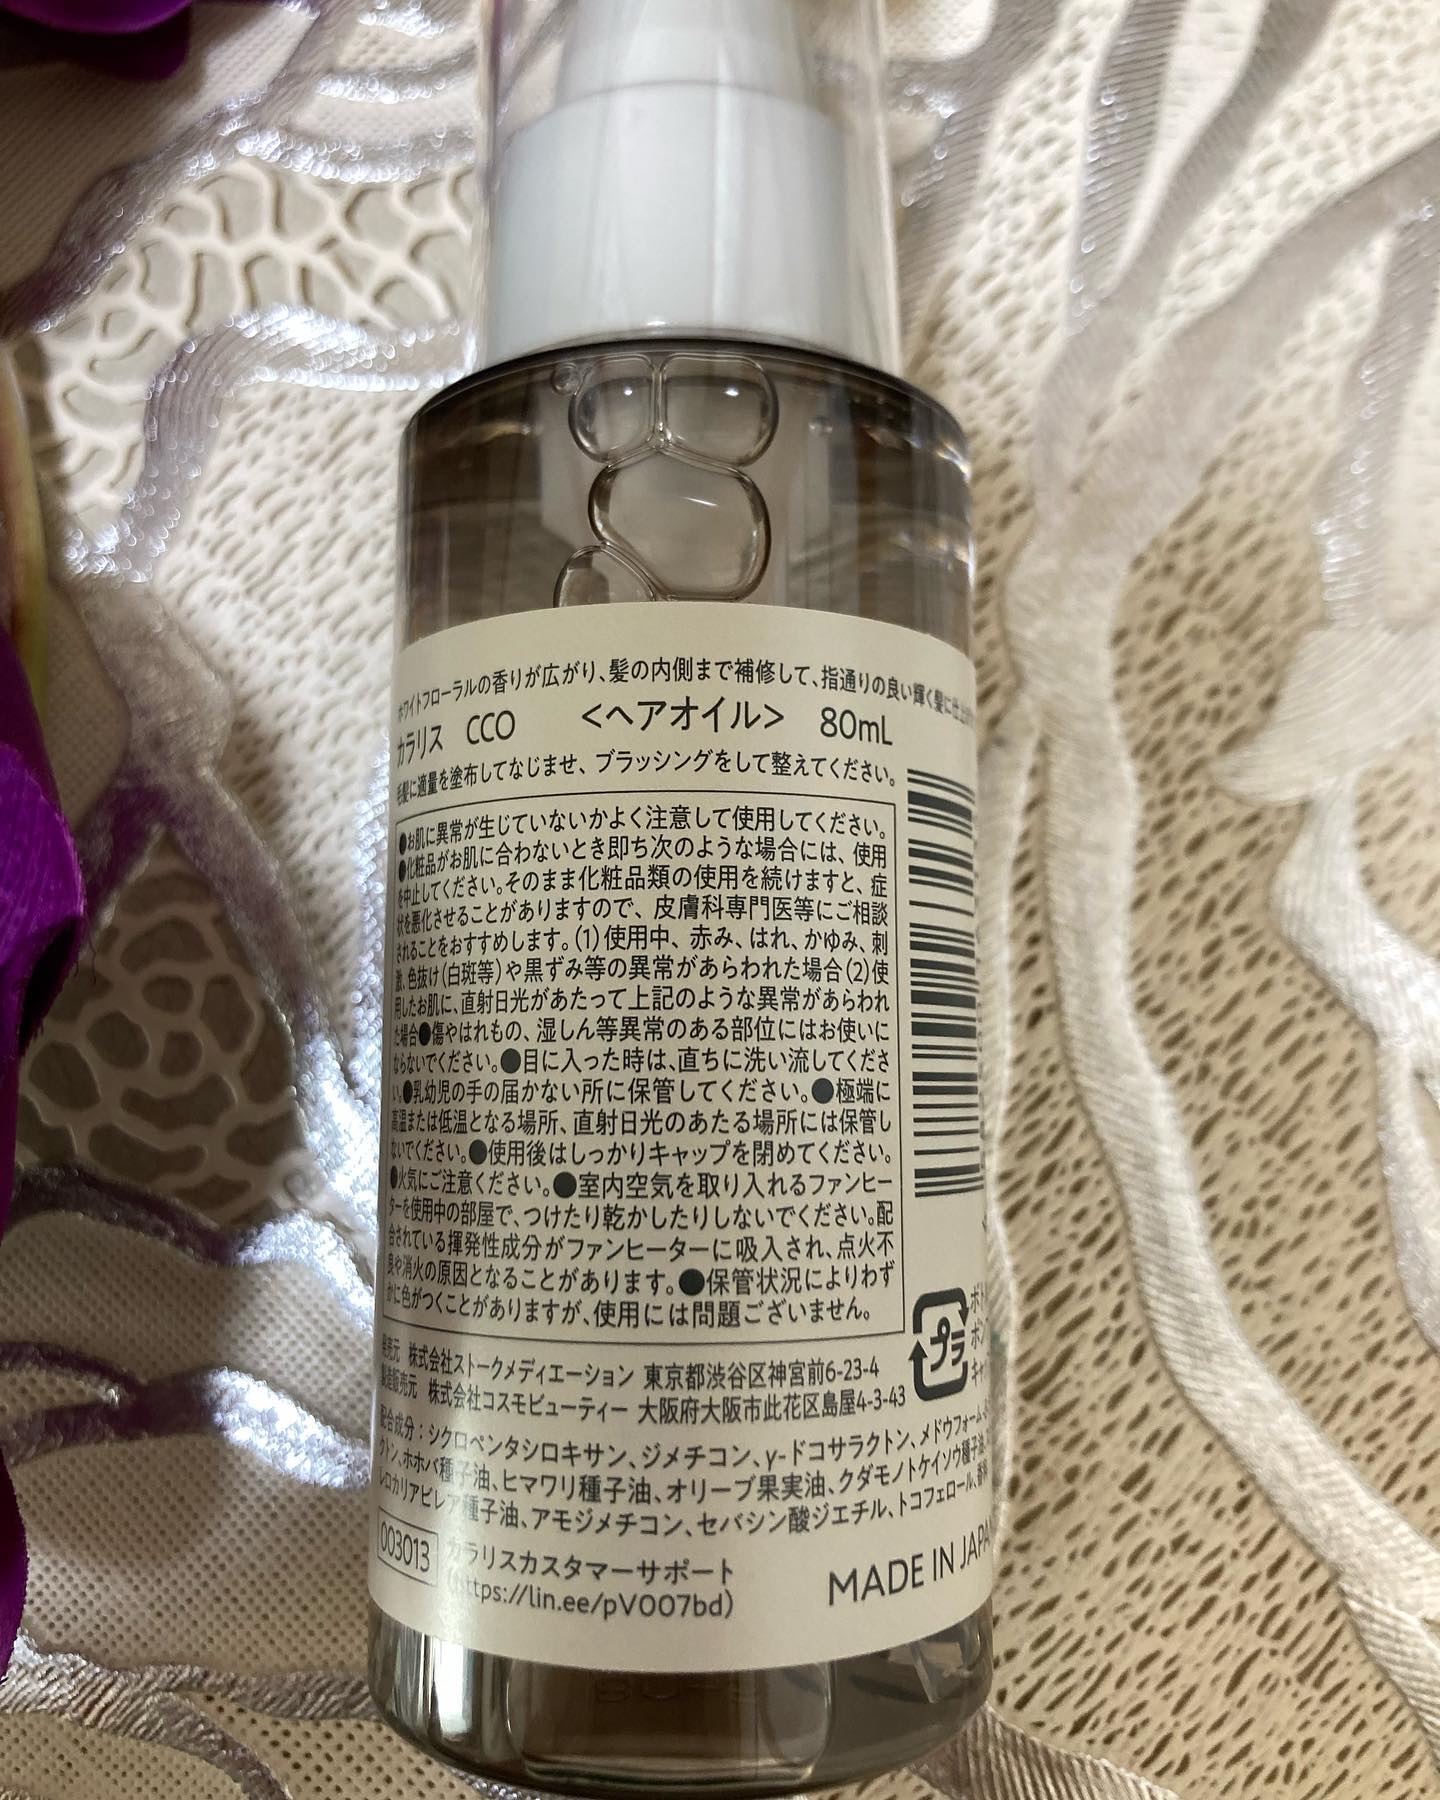 ホワイトフローラルの香りが広がり、髪の内側まで補修して、指通りの良い輝く髪に仕上
カラリス CCO <ヘアオイル> 80mL
毛髪に適量を塗布してなじませ、ブラッシングをして整えてください。
●お肌に異常が生じていないかよく注意して使用してください。
●化粧品がお肌に合わないとき即ち次のような場合には、使用
を中止してください。そのまま化粧品類の使用を続けますと、症
状を悪化させることがありますので、皮膚科専門医等にご相談
されることをおすすめします。(1)使用中、赤み、はれ、かゆみ、刺
激、色抜け(白斑等)や黒ずみ等の異常があらわれた場合(2)使
用したお肌に、直射日光があたって上記のような異常があらわれ
た場合●傷やはれもの、湿しん等異常のある部位にはお使いに
ならないでください。●目に入った時は、直ちに洗い流してくださ
い。●乳幼児の手の届かない所に保管してください。●極端に
高温または低温となる場所、直射日光のあたる場所には保管し
ないでください。●使用後はしっかりキャップを閉めてください。
●火気にご注意ください。●室内空気を取り入れるファンヒー
ターを使用中の部屋で、つけたり乾かしたりしないでください。配
合されている揮発性成分がファンヒーターに吸入され、点火不
良や消火の原因となることがあります。●保管状況によりわず
かに色がつくことがありますが、使用には問題ございません。
プラ
ボト
ポン
キャ
発売元 株式会社ストークメディエーション 東京都渋谷区神宮前6-23-4
製造販売元 株式会社コスモビューティー 大阪府大阪市此花区島屋4-3-43
配合成分：シクロペンタシロキサン、ジメチコン、γ-ドコサラクトン、メドウフォーム
クトン、ホホバ種子油、ヒマワリ種子油、オリーブ果実油、クダモノトケイソウ種子油、
レロカリアビレア種子油、アモジメチコン、セバシン酸ジエチル、トコフェロール、香料
003013
カラリスカスタマーサポート
(https://lin.ee/pVOO7bd)
MADE IN JAPAN